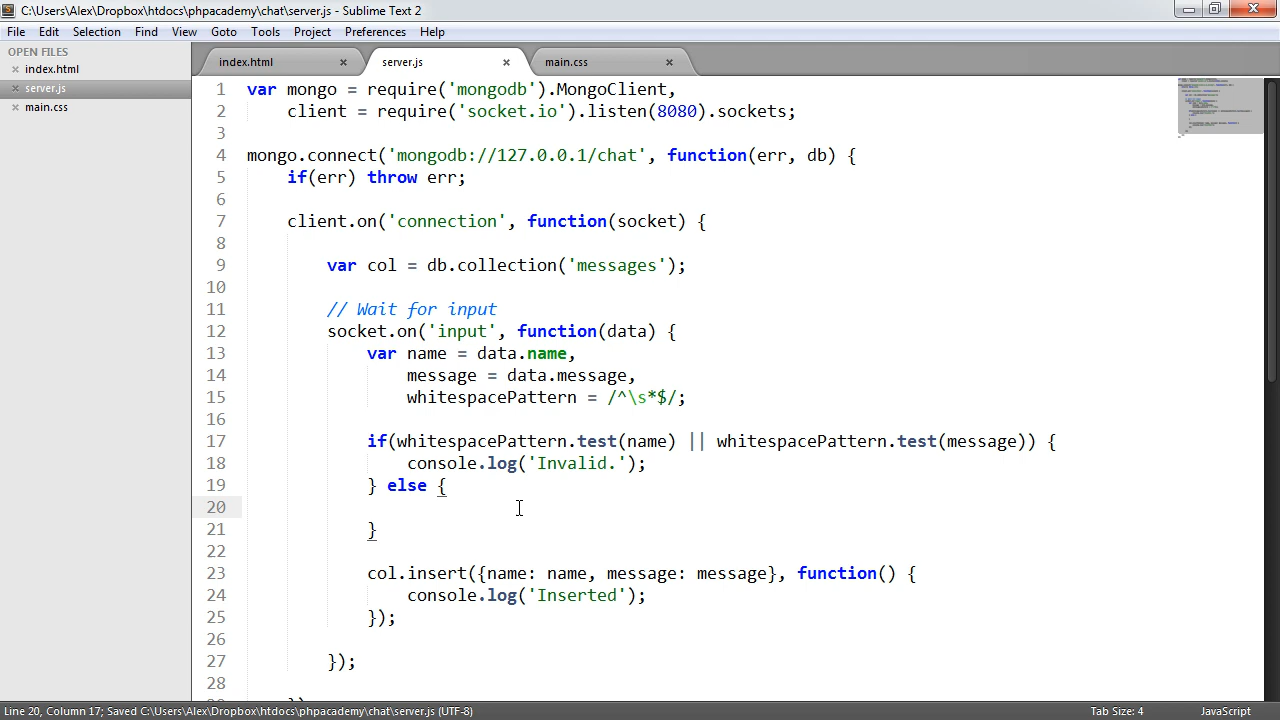 C:\Users\Alex\Dropbox\htdocs\phpacademy\chat\server.js - Sublime Text 2
File Edit Selection Find View Goto Tools Project Preferences Help
OPEN FILES
index.html
server.js
main.css
index.html server.js main.css
1 var mongo = require('mongodb').MongoClient,
2 client = require('socket.io').listen(8080).sockets;
3
4 mongo.connect('mongodb://127.0.0.1/chat', function(err, db) {
5 if(err) throw err;
6
7 client.on('connection', function(socket) {
8
9 var col = db.collection('messages');
10
11 // Wait for input
12 socket.on('input', function(data) {
13 var name = data.name,
14 message = data.message,
15 whitespacePattern = /^\s*$/;
16
17 if(whitespacePattern.test(name) || whitespacePattern.test(message)) {
18 console.log('Invalid.');
19 } else {
20
21 }
22
23 col.insert({name: name, message: message}, function() {
24 console.log('Inserted');
25 });
26
27 });
28
Line 20, Column 17; Saved C:\Users\Alex\Dropbox\htdocs\phpacademy\chat\server.js (UTF-8) Tab Size: 4 JavaScript